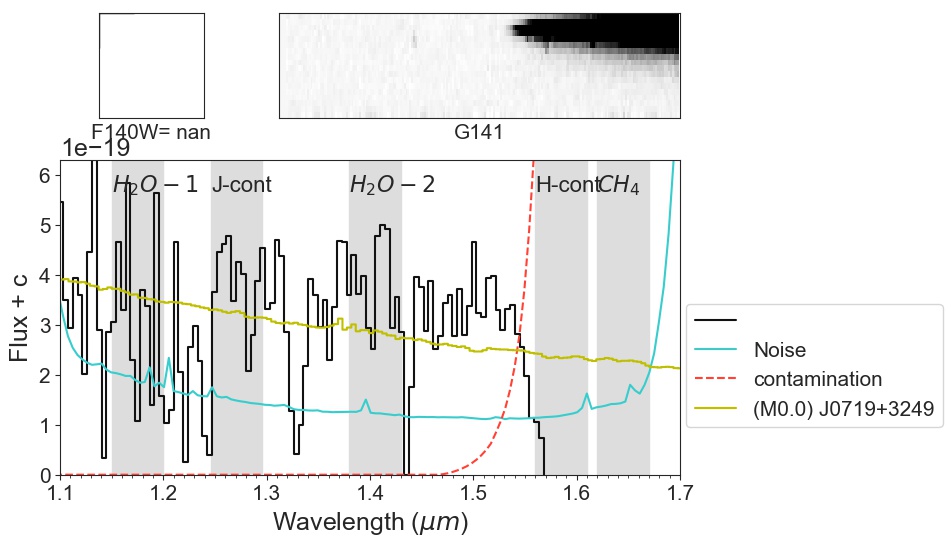 F140W= nan
G141
1e−19
H₂O − 1
J-cont
H₂O − 2
H-cont
CH₄
6
5
4
3
2
1
0
Flux + c
1.1
1.2
1.3
1.4
1.5
1.6
1.7
Wavelength (μm)
Noise
contamination
(M0.0) J0719+3249